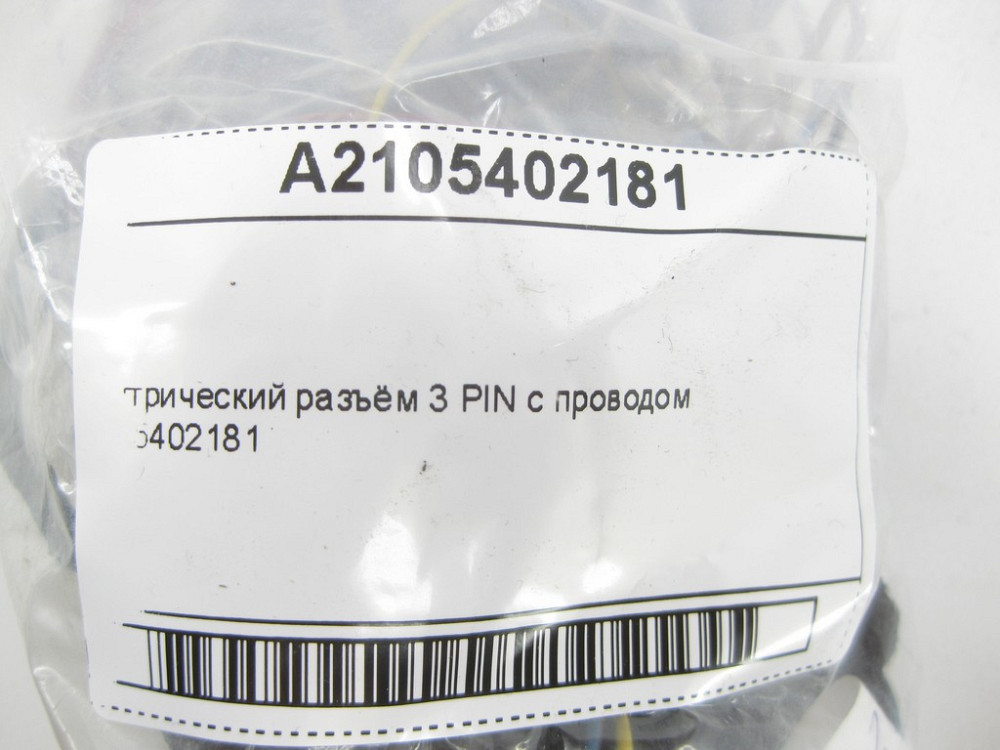 A2105402181
трический разъём 3 PIN с проводом
5402181